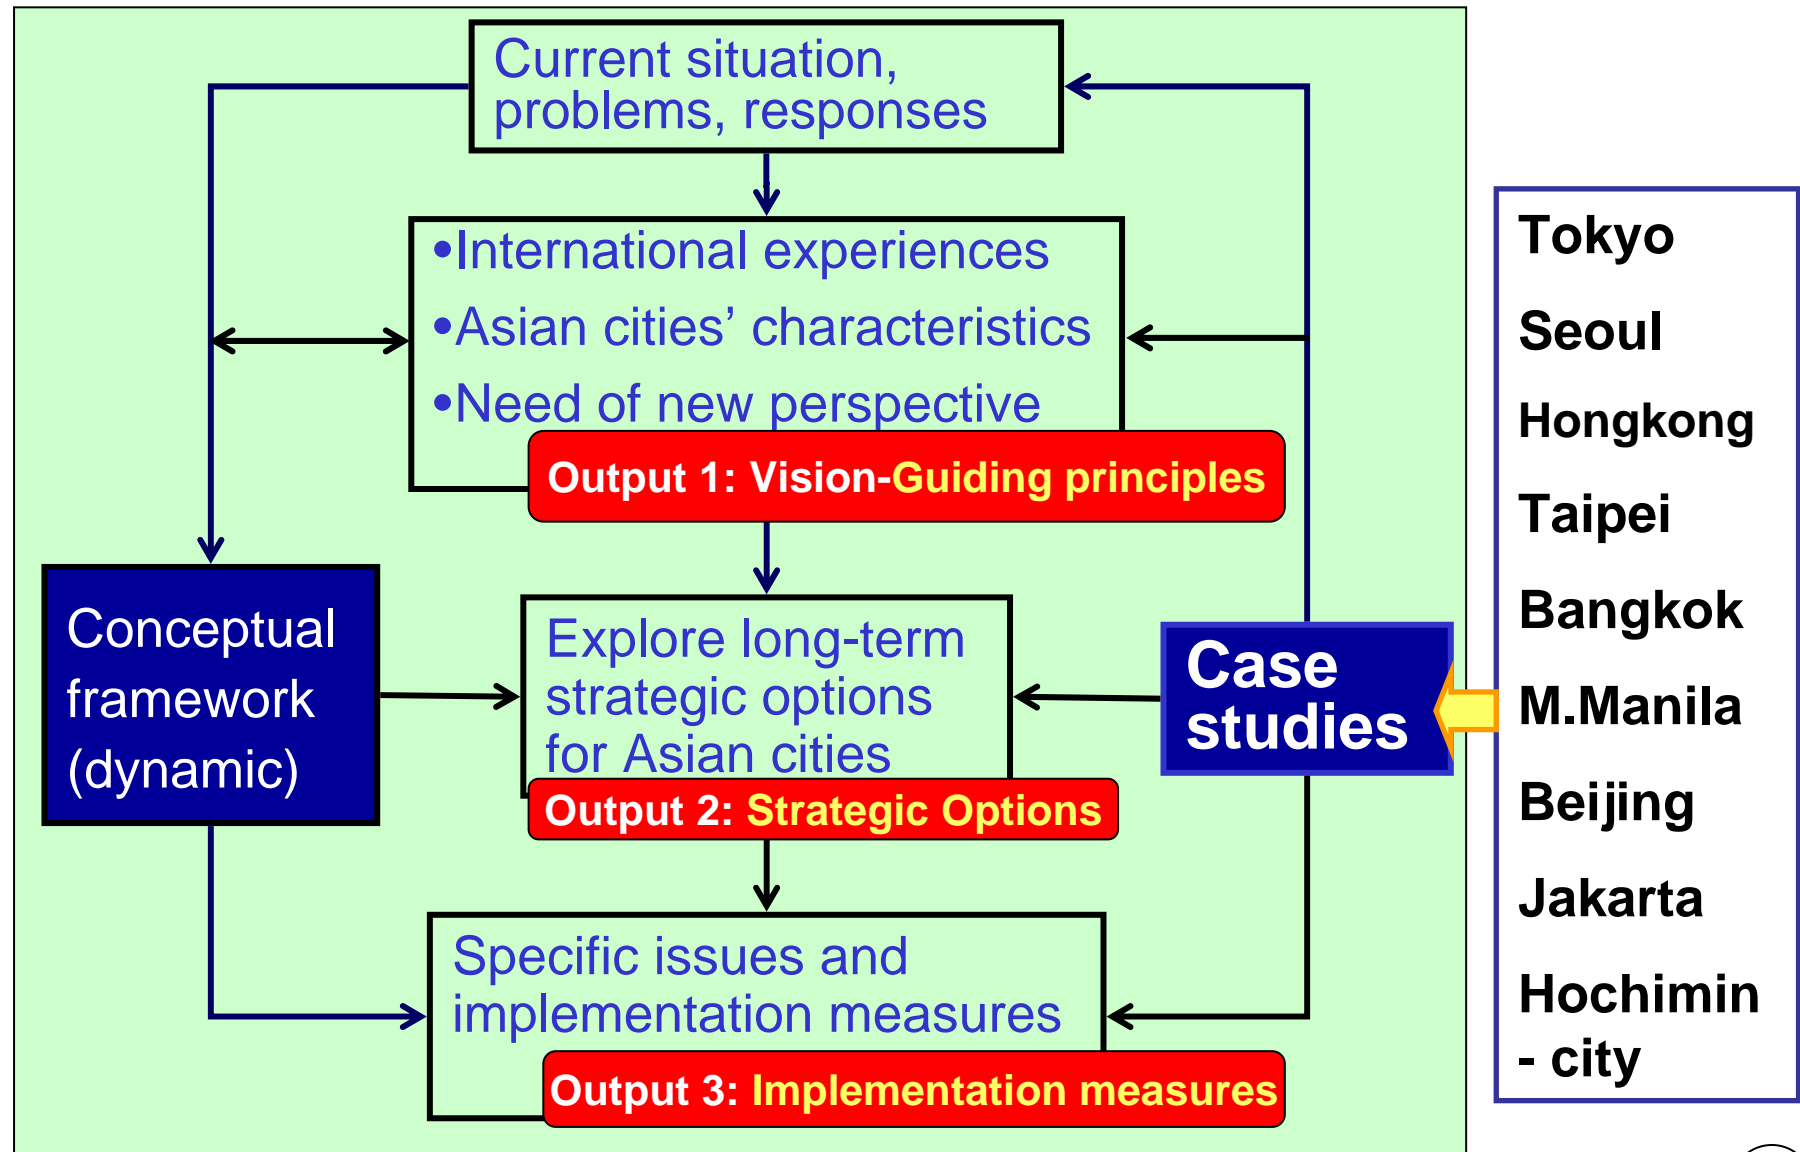 Current situation,
problems, responses
•International experiences
•Asian cities’ characteristics
•Need of new perspective
Output 1: Vision-Guiding principles
Conceptual
framework
(dynamic)
Explore long-term
strategic options
for Asian cities
Output 2: Strategic Options
Case
studies
Specific issues and
implementation measures
Output 3: Implementation measures
Tokyo
Seoul
Hongkong
Taipei
Bangkok
M.Manila
Beijing
Jakarta
Hochimin
- city